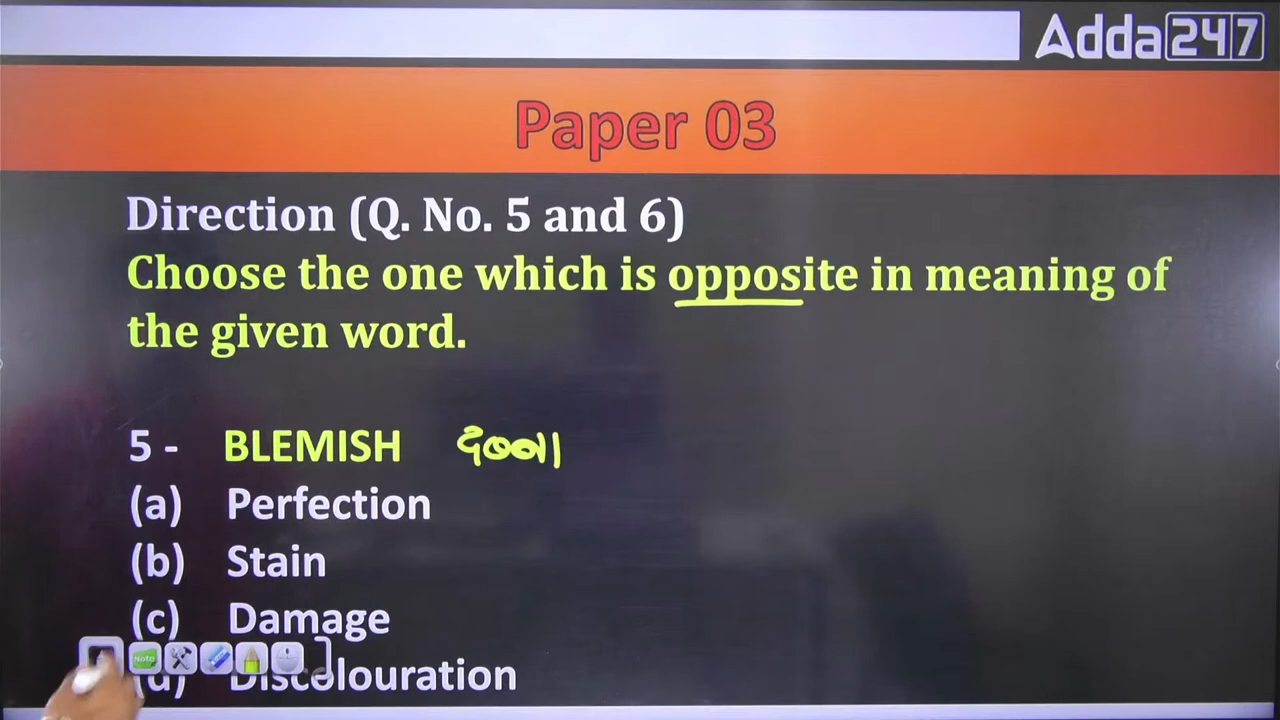 Adda247
Paper 03
Direction (Q. No. 5 and 6)
Choose the one which is opposite in meaning of
the given word.
5 - BLEMISH
(a) Perfection
(b) Stain
(c) Damage
Note
(d) Discolouration